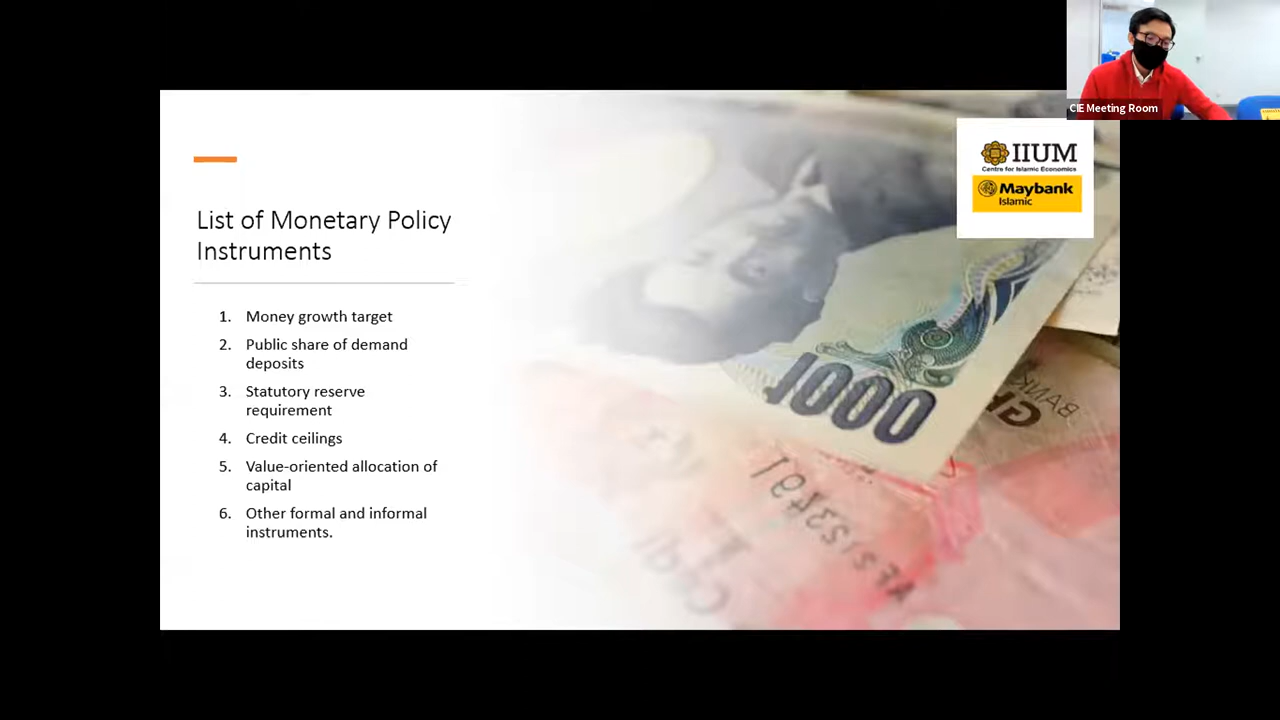 CIE Meeting Room
IIUM
Centre for Islamic Economics
Maybank
Islamic
List of Monetary Policy
Instruments
1. Money growth target
2. Public share of demand
deposits
3. Statutory reserve
requirement
4. Credit ceilings
5. Value-oriented allocation of
capital
6. Other formal and informal
instruments.
1000